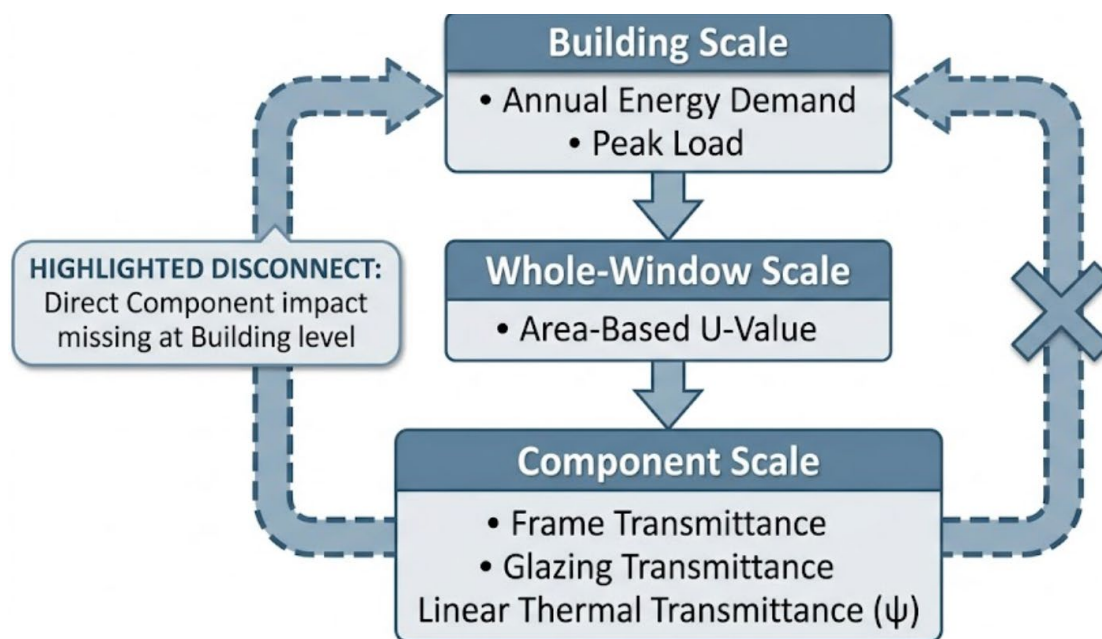 Building Scale
• Annual Energy Demand
• Peak Load
HIGHLIGHTED DISCONNECT:
Direct Component impact
missing at Building level
Whole-Window Scale
• Area-Based U-Value
Component Scale
• Frame Transmittance
• Glazing Transmittance
Linear Thermal Transmittance (ψ)